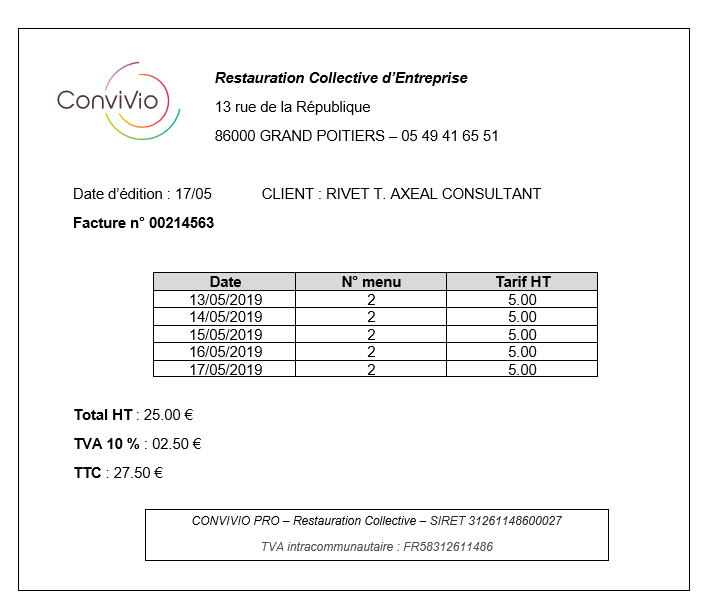 Convivio
Restauration Collective d'Entreprise
13 rue de la République
86000 GRAND POITIERS – 05 49 41 65 51
Date d'édition : 17/05 CLIENT : RIVET T. AXEAL CONSULTANT
Facture n° 00214563
Date N° menu Tarif HT
13/05/2019 2 5.00
14/05/2019 2 5.00
15/05/2019 2 5.00
16/05/2019 2 5.00
17/05/2019 2 5.00
Total HT : 25.00 €
TVA 10 % : 02.50 €
TTC : 27.50 €
CONVIVIO PRO – Restauration Collective – SIRET 31261148600027
TVA intracommunautaire : FR58312611486